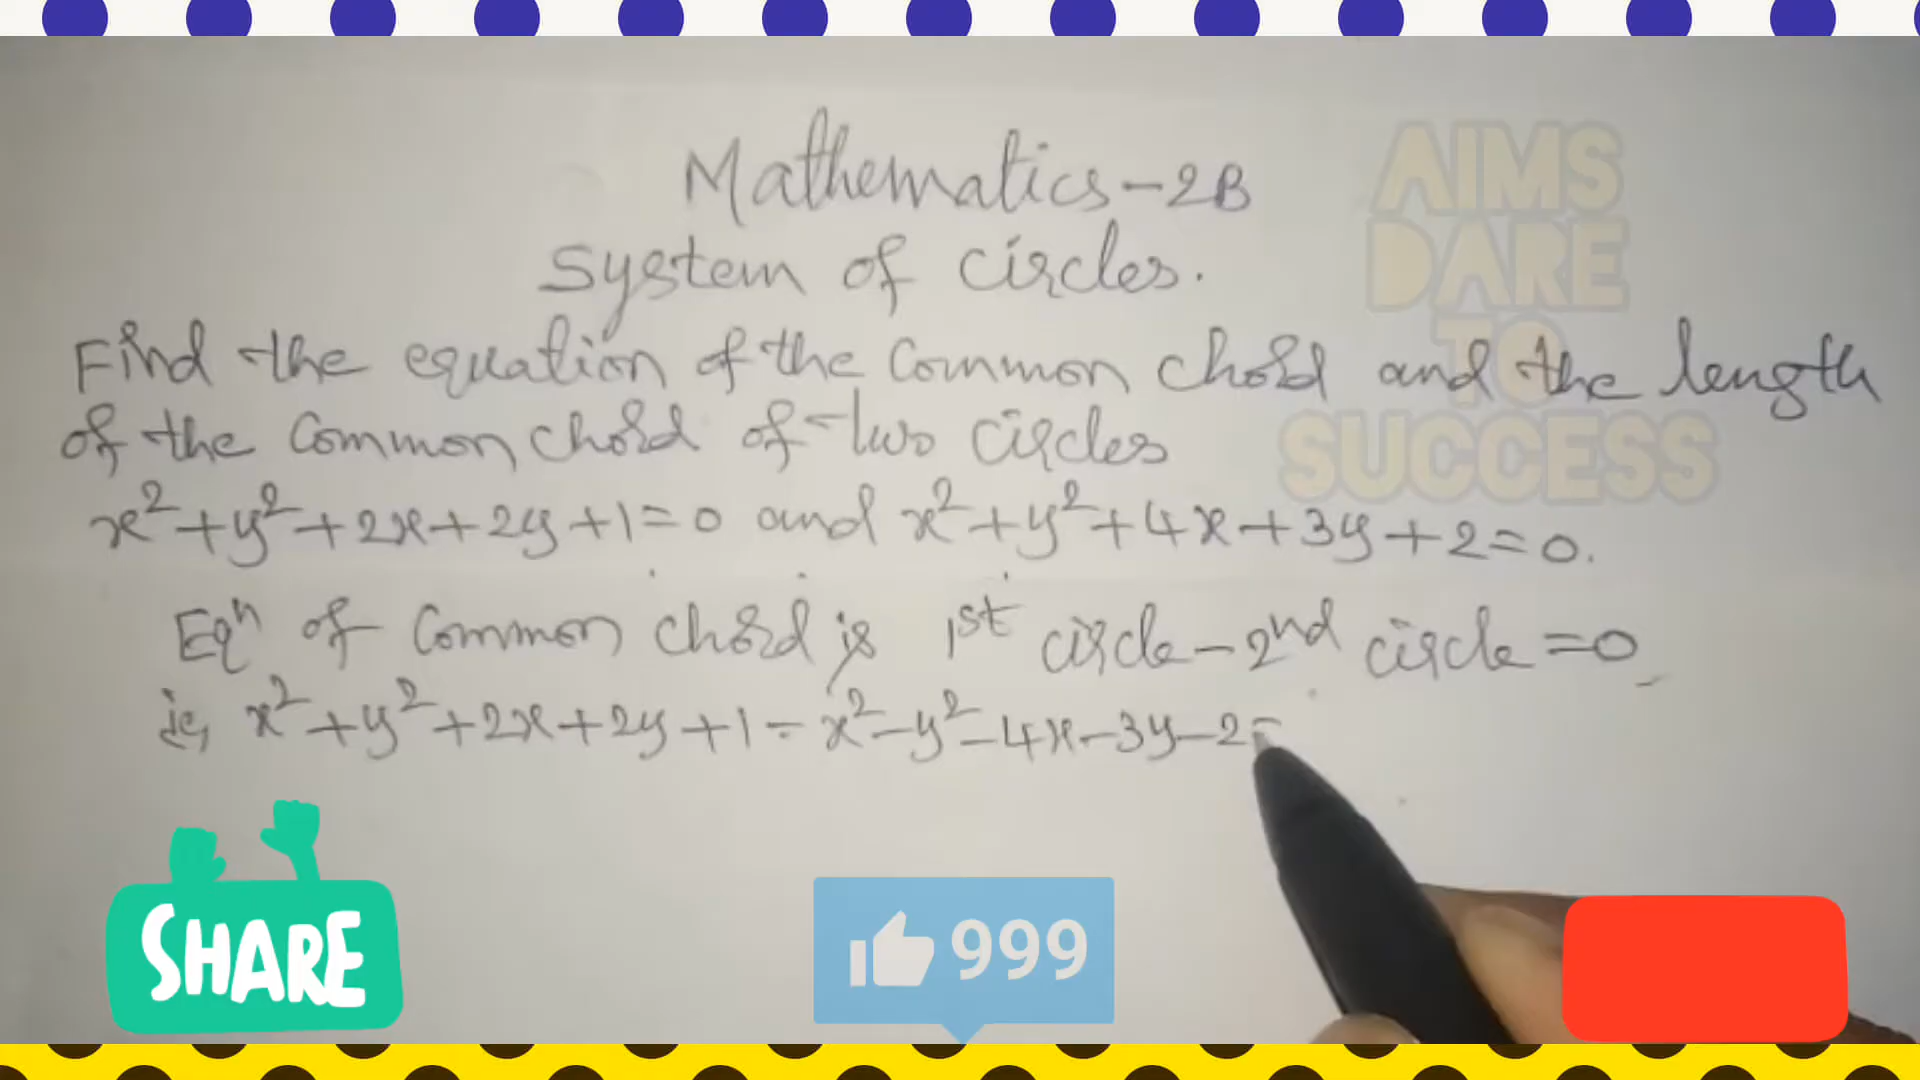 Mathematics-2B
System of circles.
Find the equation of the Common chord and the length
of the Common chord of two circles
x²+y²+2x+2y+1=0 and x²+y²+4x+3y+2=0.
Eqⁿ of Common chord is 1st circle-2nd circle=0
ie, x²+y²+2x+2y+1-x²-y²-4x-3y-2=
AIMS
DARE
TO
SUCCESS
SHARE
999